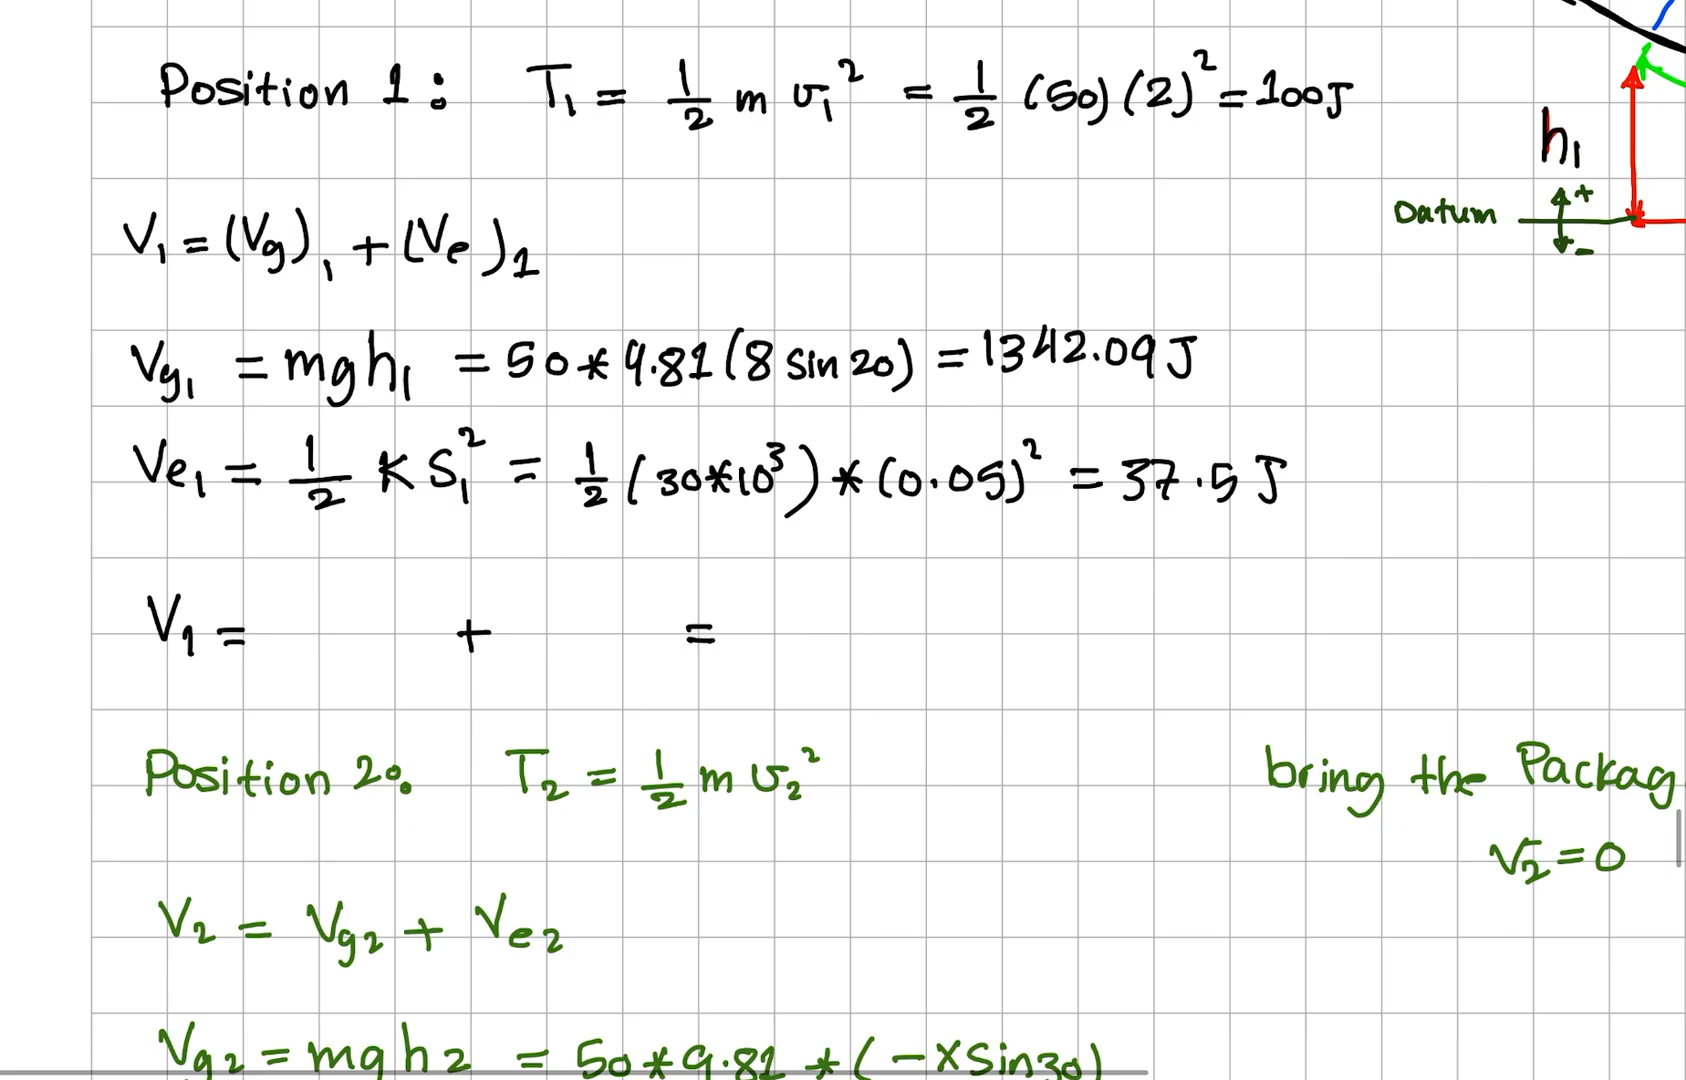 Position 1: T₁ = 1/2 m v₁² = 1/2 (50)(2)² = 100J
h₁
Datum + -
V₁ = (Vg)₁ + (Ve)1
Vg₁ = mgh₁ = 50*9.81(8 sin 20) = 1342.09 J
Ve₁ = 1/2 K S₁² = 1/2 (30*10³)*(0.05)² = 37.5 J
V₁ = + =
Position 2: T₂ = 1/2 m v₂²
bring the Packag
v₂ = 0
V₂ = Vg₂ + Ve₂
Vg₂ = mgh₂ = 50*9.81*(-x sin30)